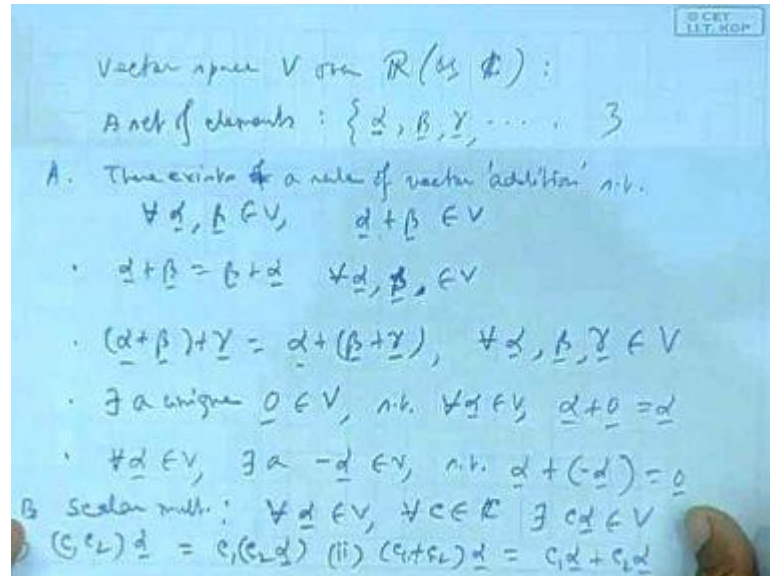 © CET
I.I.T. KGP
Vector space V over ℝ (or ℂ) :
A set of elements : { α, β, γ, .... }
A. There exists a rule of vector 'addition' s.t.
∀ α, β ∈ V, α + β ∈ V
• α + β = β + α ∀ α, β, ∈ V
• (α + β) + γ = α + (β + γ), ∀ α, β, γ ∈ V
• ∃ a unique 0 ∈ V, s.t. ∀ α ∈ V, α + 0 = α
• ∀ α ∈ V, ∃ a -α ∈ V, s.t. α + (-α) = 0
B Scalar mult. : ∀ α ∈ V, ∀ c ∈ ℂ ∃ cα ∈ V
(c₁c₂) α = c₁(c₂α) (ii) (c₁+c₂) α = c₁α + c₂α